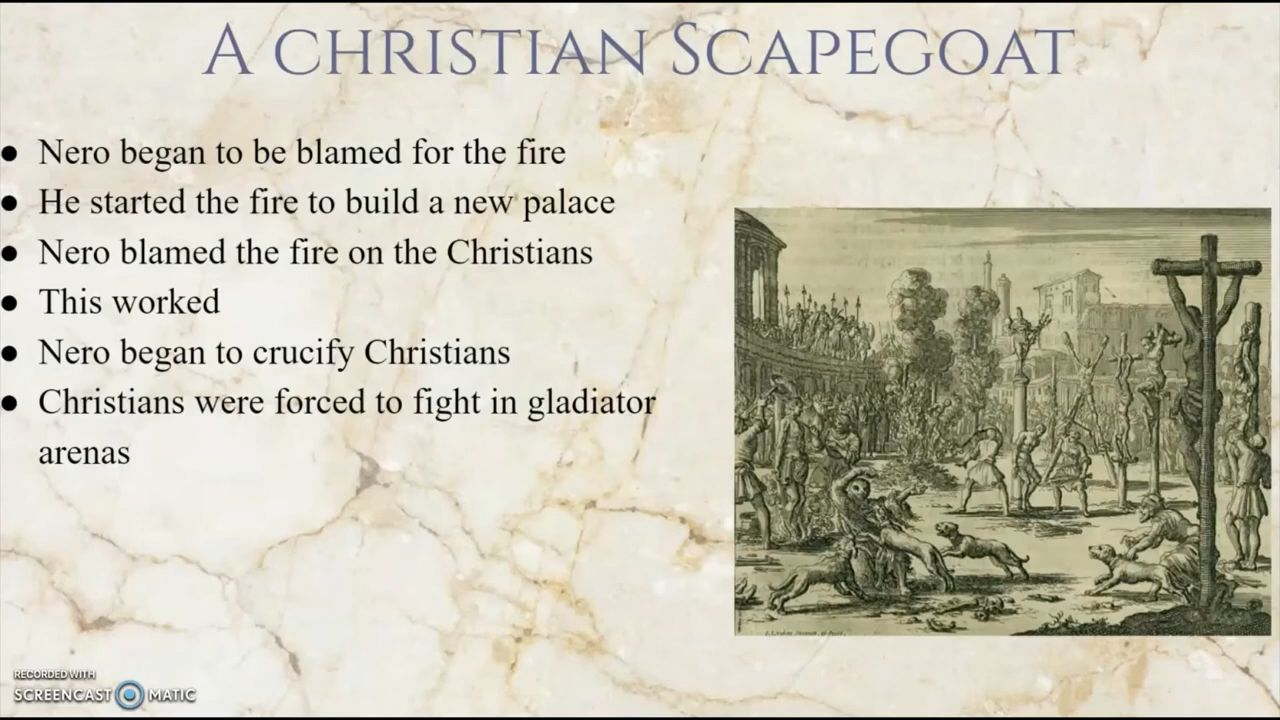 A CHRISTIAN SCAPEGOAT
● Nero began to be blamed for the fire
● He started the fire to build a new palace
● Nero blamed the fire on the Christians
● This worked
● Nero began to crucify Christians
● Christians were forced to fight in gladiator
arenas
RECORDED WITH
SCREENCAST MATIC